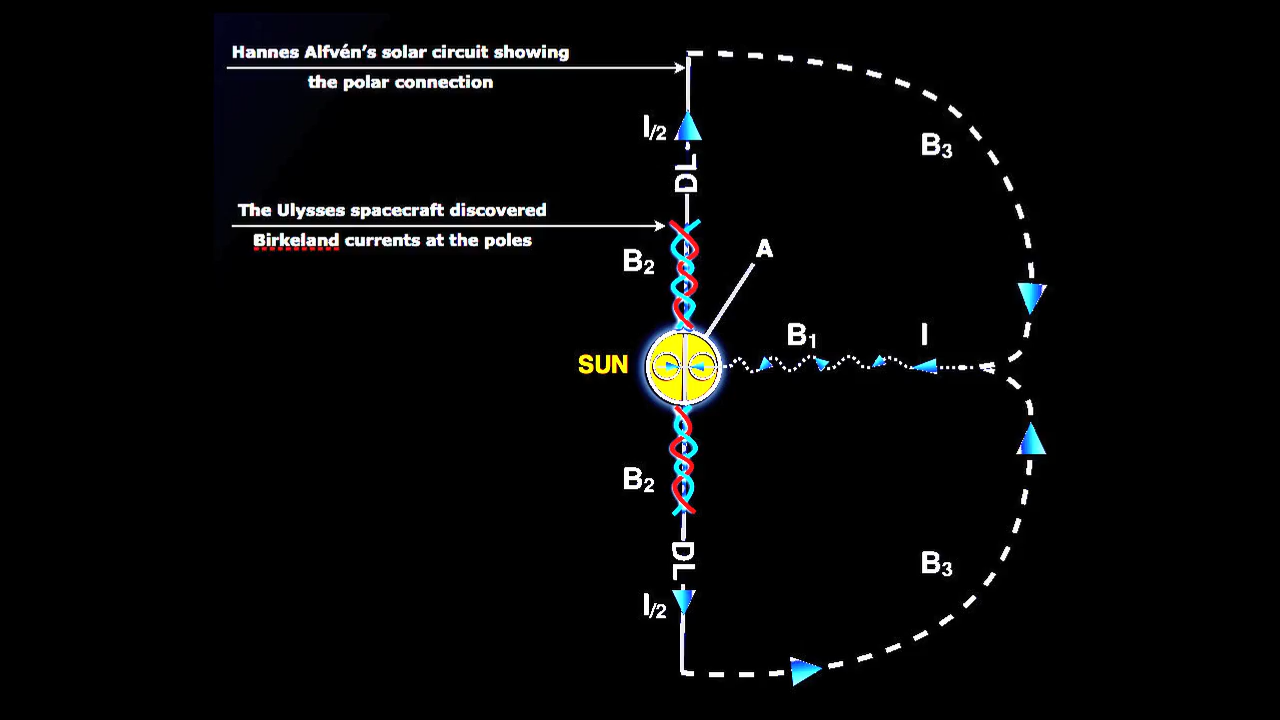 Hannes Alfvén's solar circuit showing
the polar connection
I/2
B3
DL
The Ulysses spacecraft discovered
Birkeland currents at the poles
B2
A
B1
I
SUN
B2
DL
B3
I/2